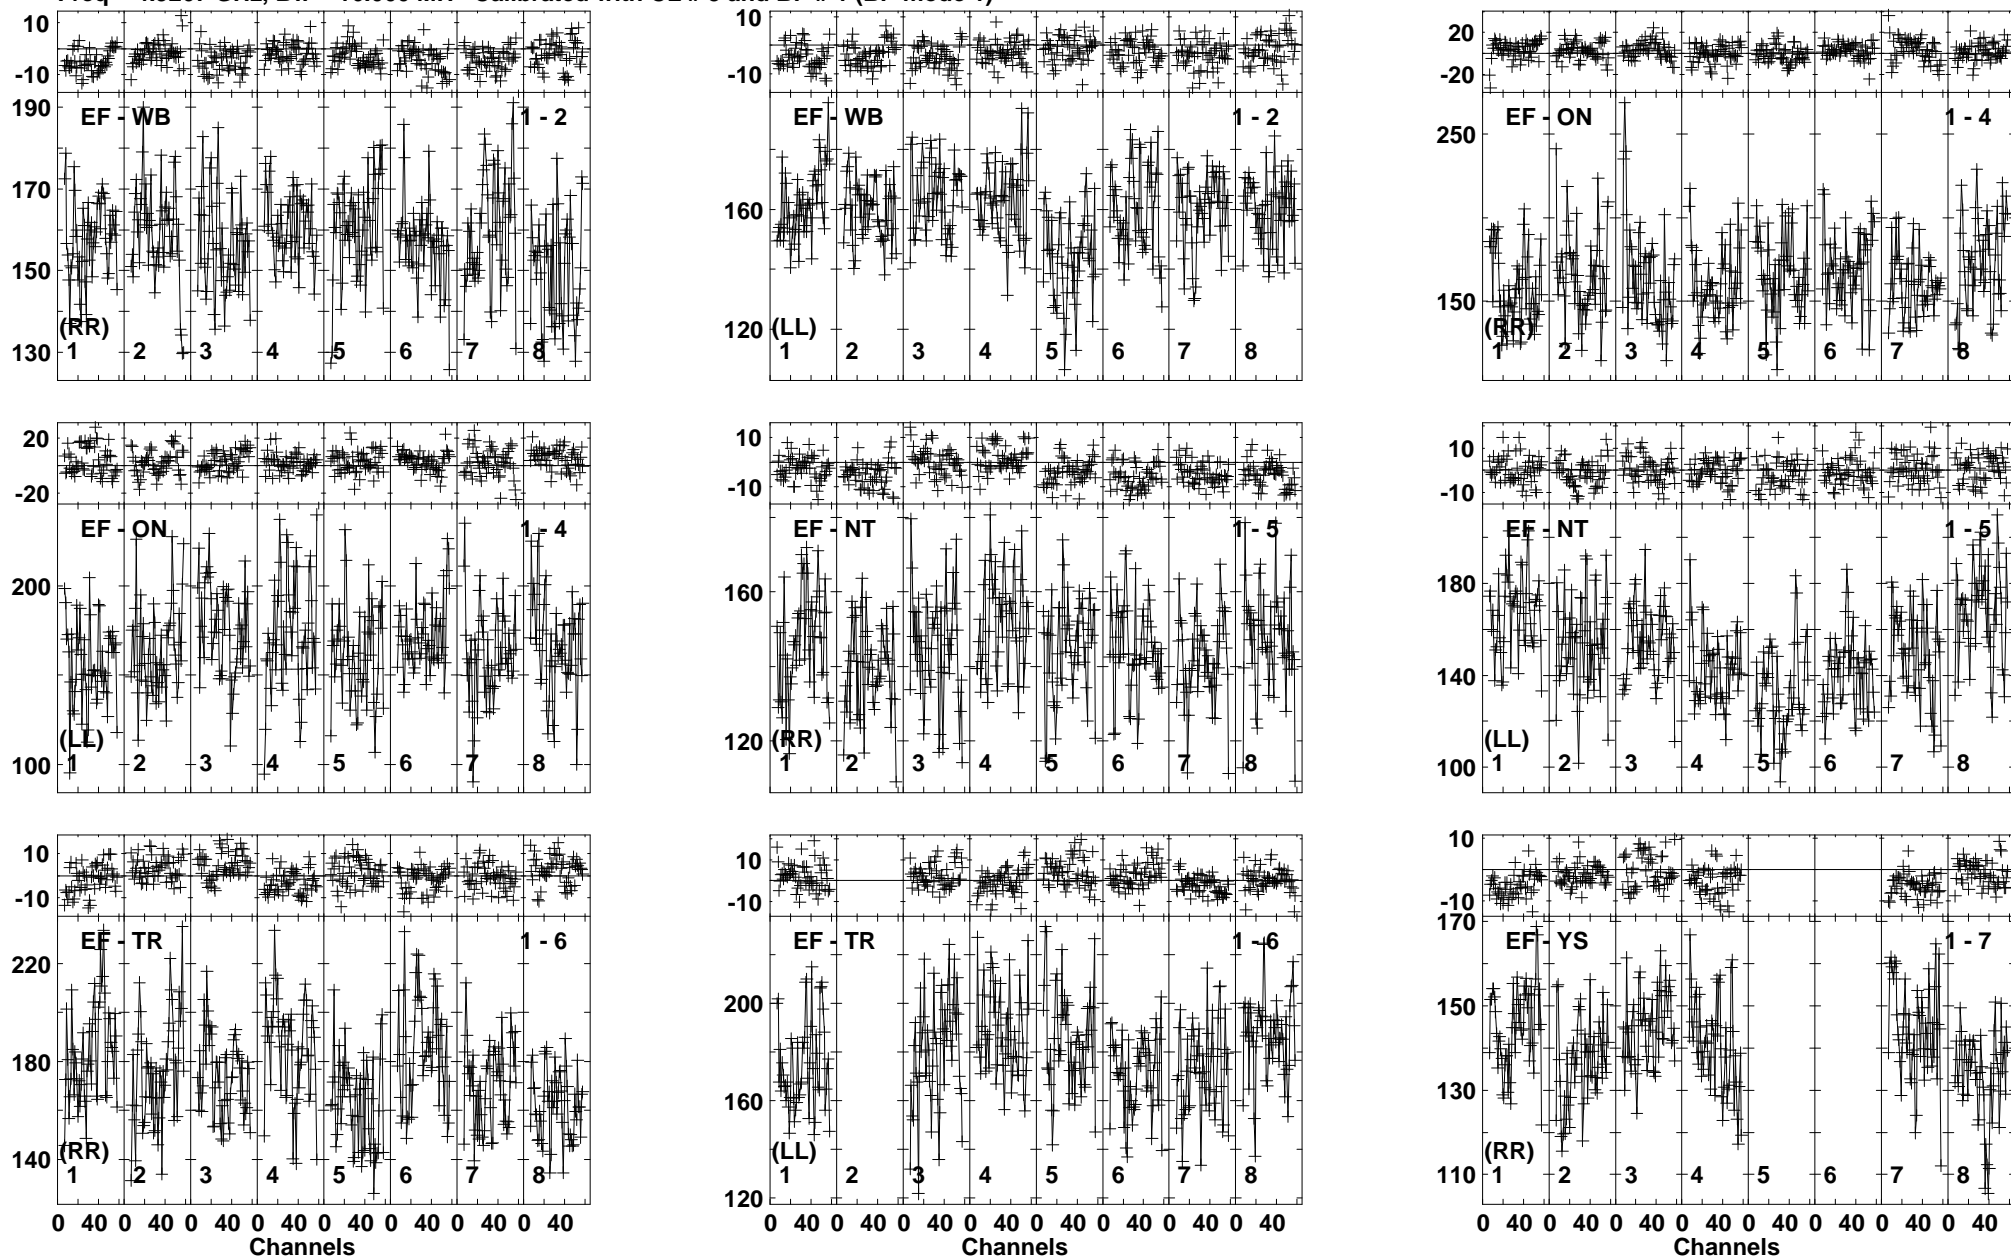 10 10 20
-10 -10 -20
190 EF - WB 1 - 2 EF - WB 1 - 2 250 EF - ON 1 - 4
170 160
150 150
(RR) (LL) 120 (RR)
130 1 2 3 4 5 6 7 8 1 2 3 4 5 6 7 8 1 2 3 4 5 6 7 8
20 10 10
-20 -10 -10
EF - ON 1 - 4 EF - NT 1 - 5 EF - NT 1 - 5
200 160 180
140
(LL) 120 (RR) (LL)
100 1 2 3 4 5 6 7 8 1 2 3 4 5 6 7 8 100 1 2 3 4 5 6 7 8
10 10 10
-10 -10 -10
170
EF - TR 1 - 6 EF - TR 1 - 6 EF - YS 1 - 7
220 200 150
180 160 130
140 (RR) (LL) (RR)
1 2 3 4 5 6 7 8 1 2 3 4 5 6 7 8 110 1 2 3 4 5 6 7 8
120
0 40 0 40 0 40 0 40 0 40 0 40 0 40 0 40 0 40 0 40 0 40 0 40 0 40 0 40 0 40 0 40 0 40 0 40 0 40 0 40 0 40 0 40 0 40 0 40
Channels Channels Channels